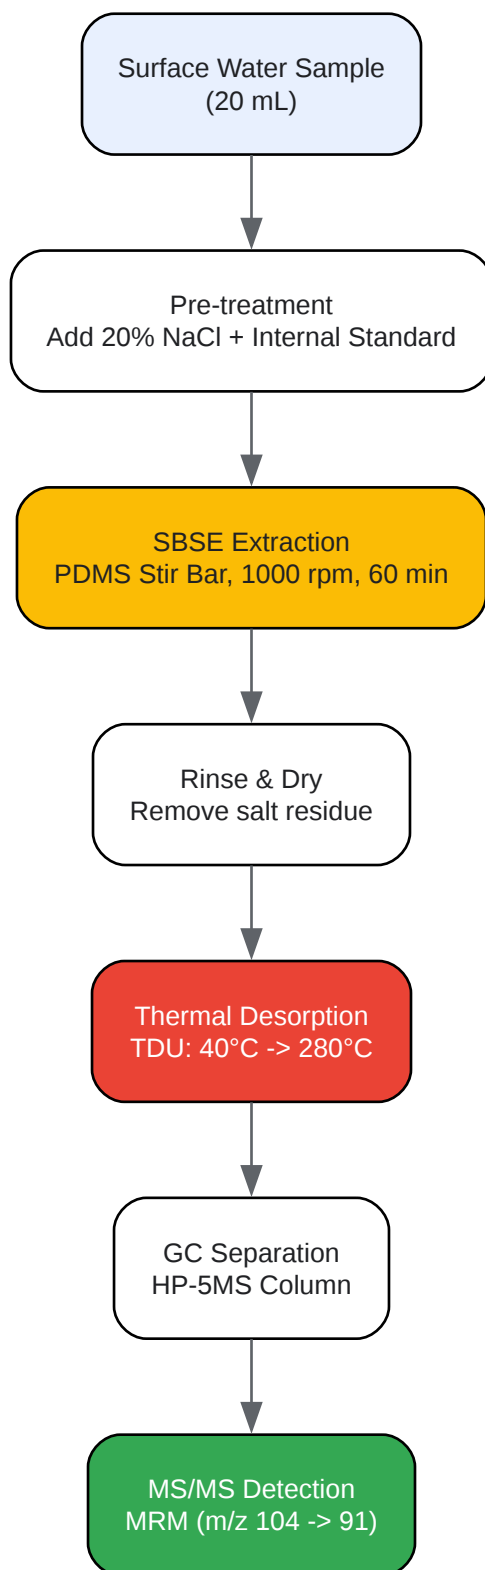 Surface Water Sample
(20 mL)
Pre-treatment
Add 20% NaCl + Internal Standard
SBSE Extraction
PDMS Stir Bar, 1000 rpm, 60 min
Rinse & Dry
Remove salt residue
Thermal Desorption
TDU: 40°C -> 280°C
GC Separation
HP-5MS Column
MS/MS Detection
MRM (m/z 104 -> 91)